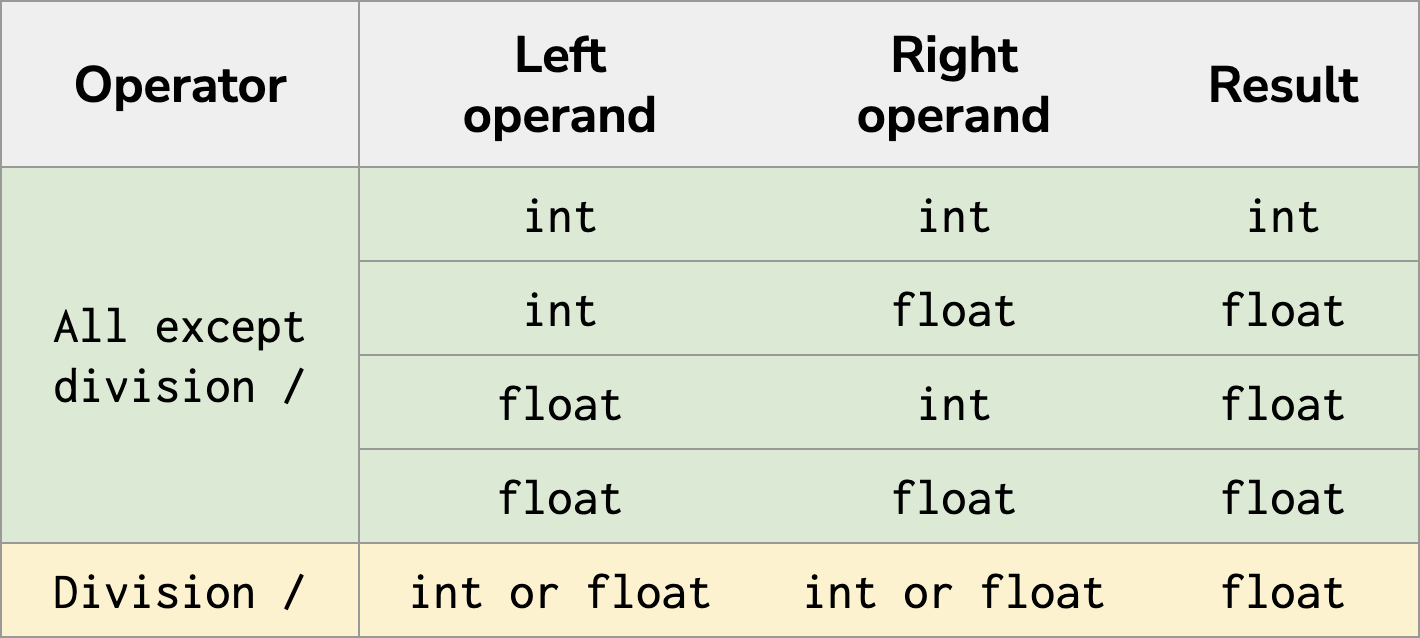 Operator Left operand Right operand Result
All except division /
int int int
int float float
float int float
float float float
Division / int or float int or float float